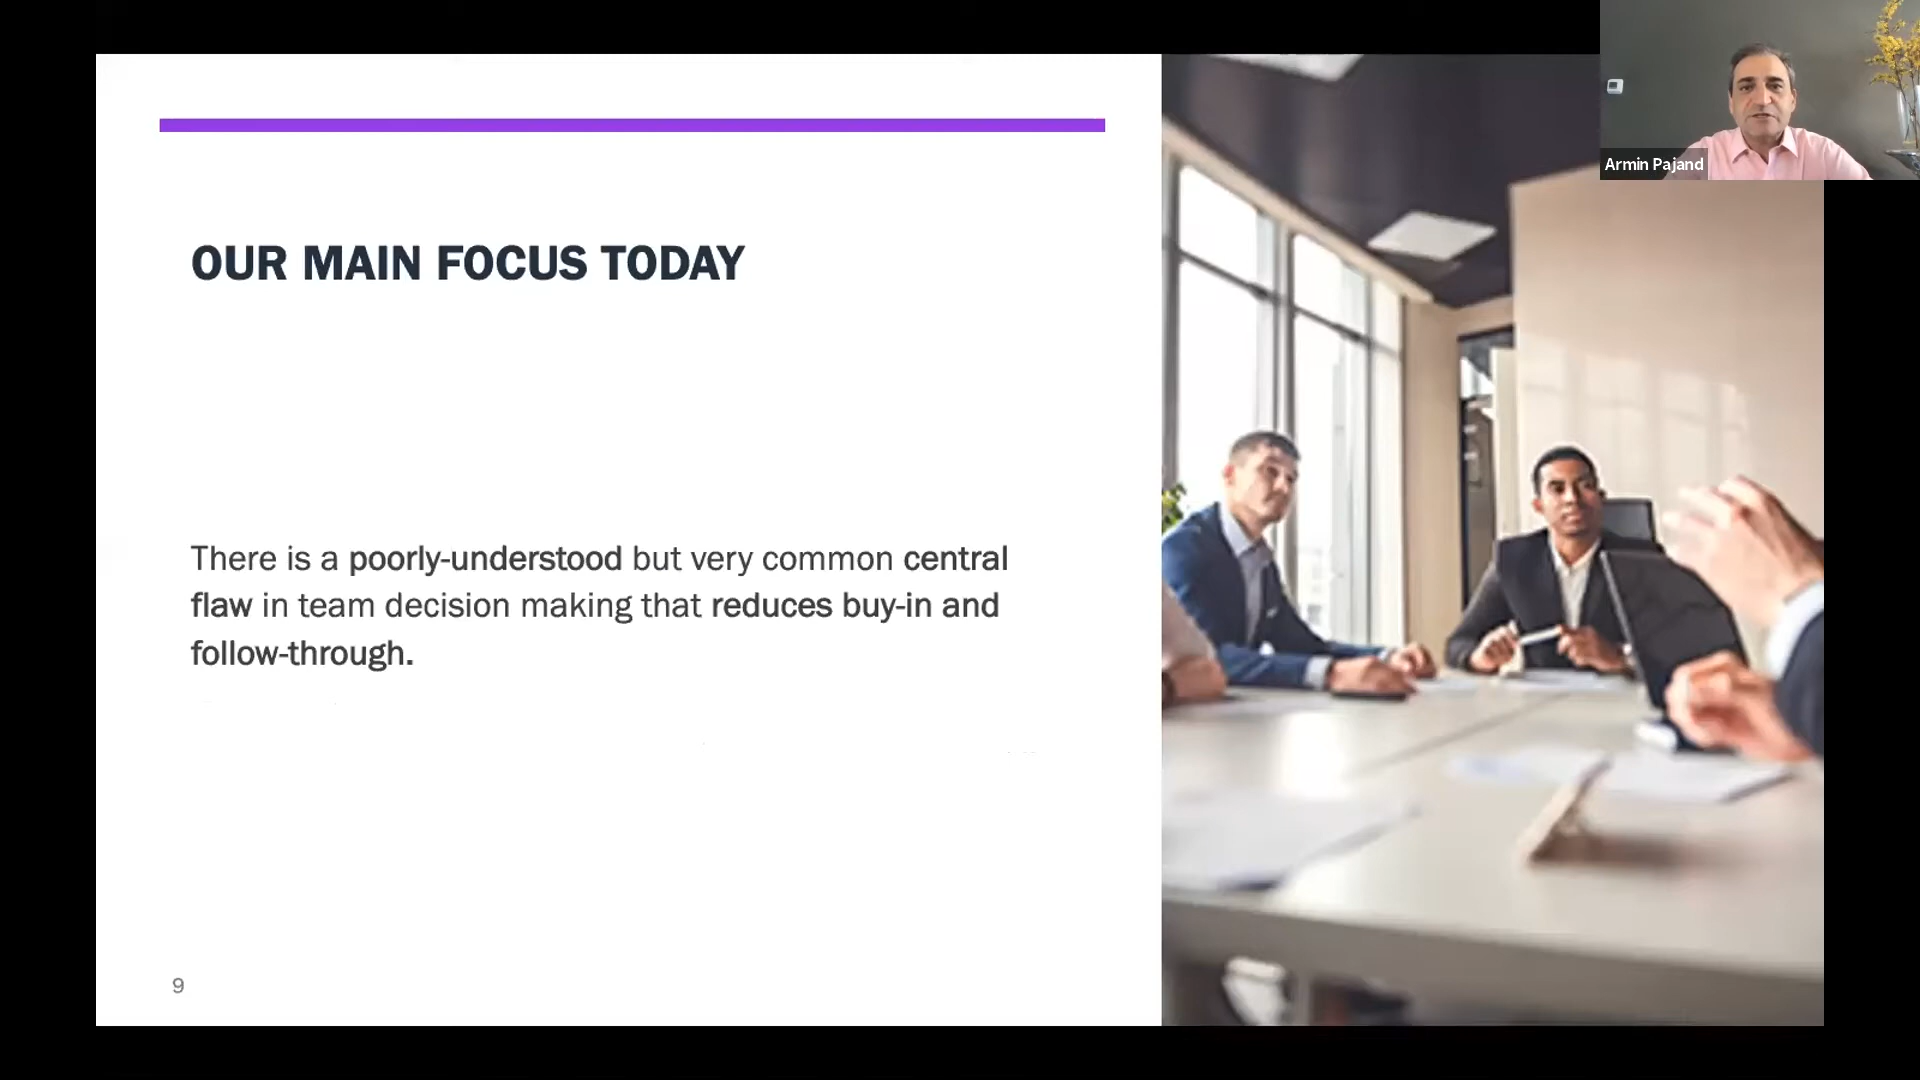 OUR MAIN FOCUS TODAY
There is a poorly-understood but very common central
flaw in team decision making that reduces buy-in and
follow-through.
9
Armin Pajand